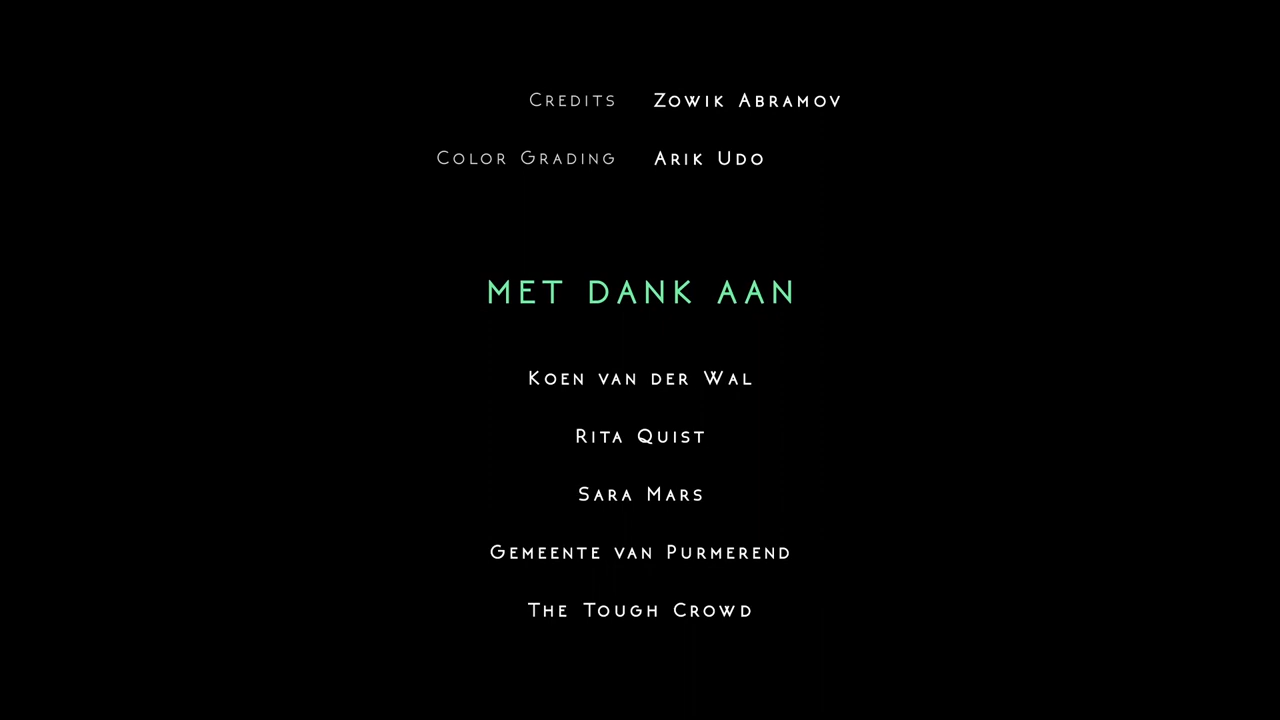 Credits Zowik Abramov
Color Grading Arik Udo
MET DANK AAN
Koen van der Wal
Rita Quist
Sara Mars
Gemeente van Purmerend
The Tough Crowd